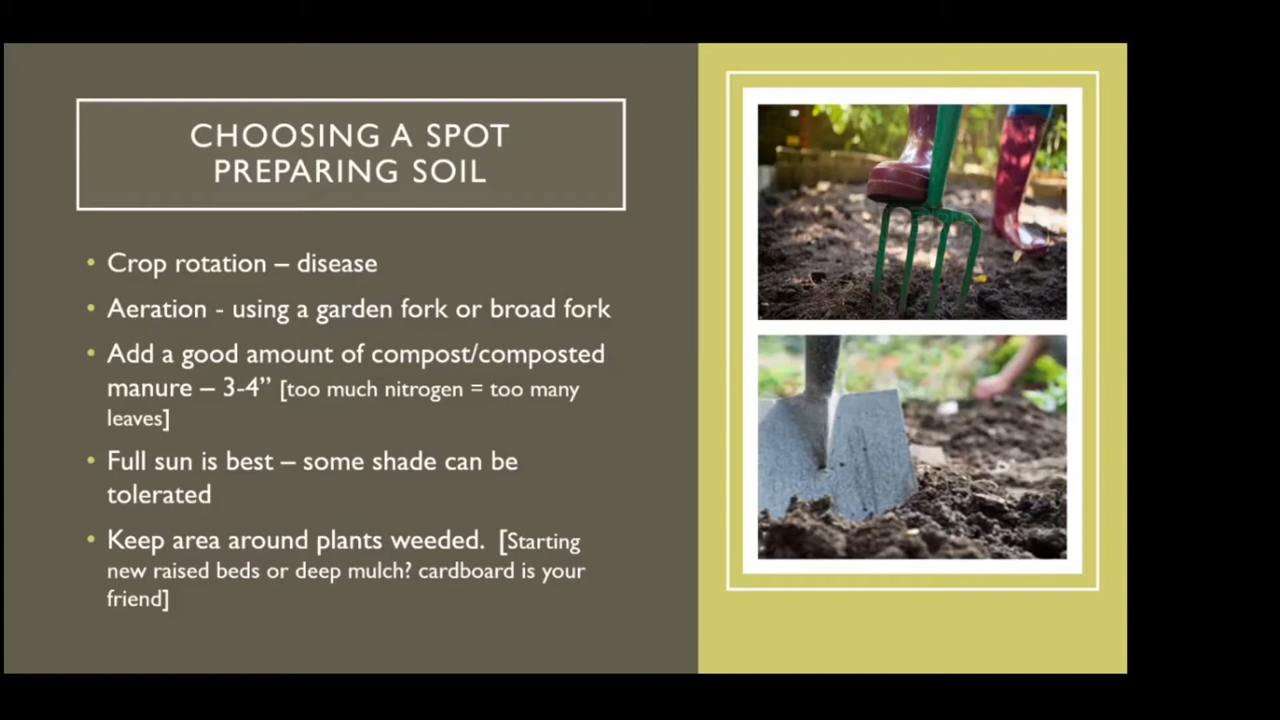 CHOOSING A SPOT
PREPARING SOIL
• Crop rotation – disease
• Aeration - using a garden fork or broad fork
• Add a good amount of compost/composted
manure – 3-4” [too much nitrogen = too many
leaves]
• Full sun is best – some shade can be
tolerated
• Keep area around plants weeded.  [Starting
new raised beds or deep mulch? cardboard is your
friend]